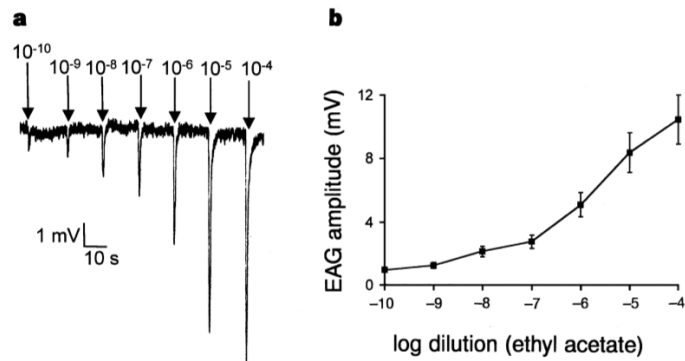 a
10-10 10-9 10-8 10-7 10-6 10-5 10-4
1 mV
10 s
b
EAG amplitude (mV)
12
8
4
0
–10 –9 –8 –7 –6 –5 –4
log dilution (ethyl acetate)